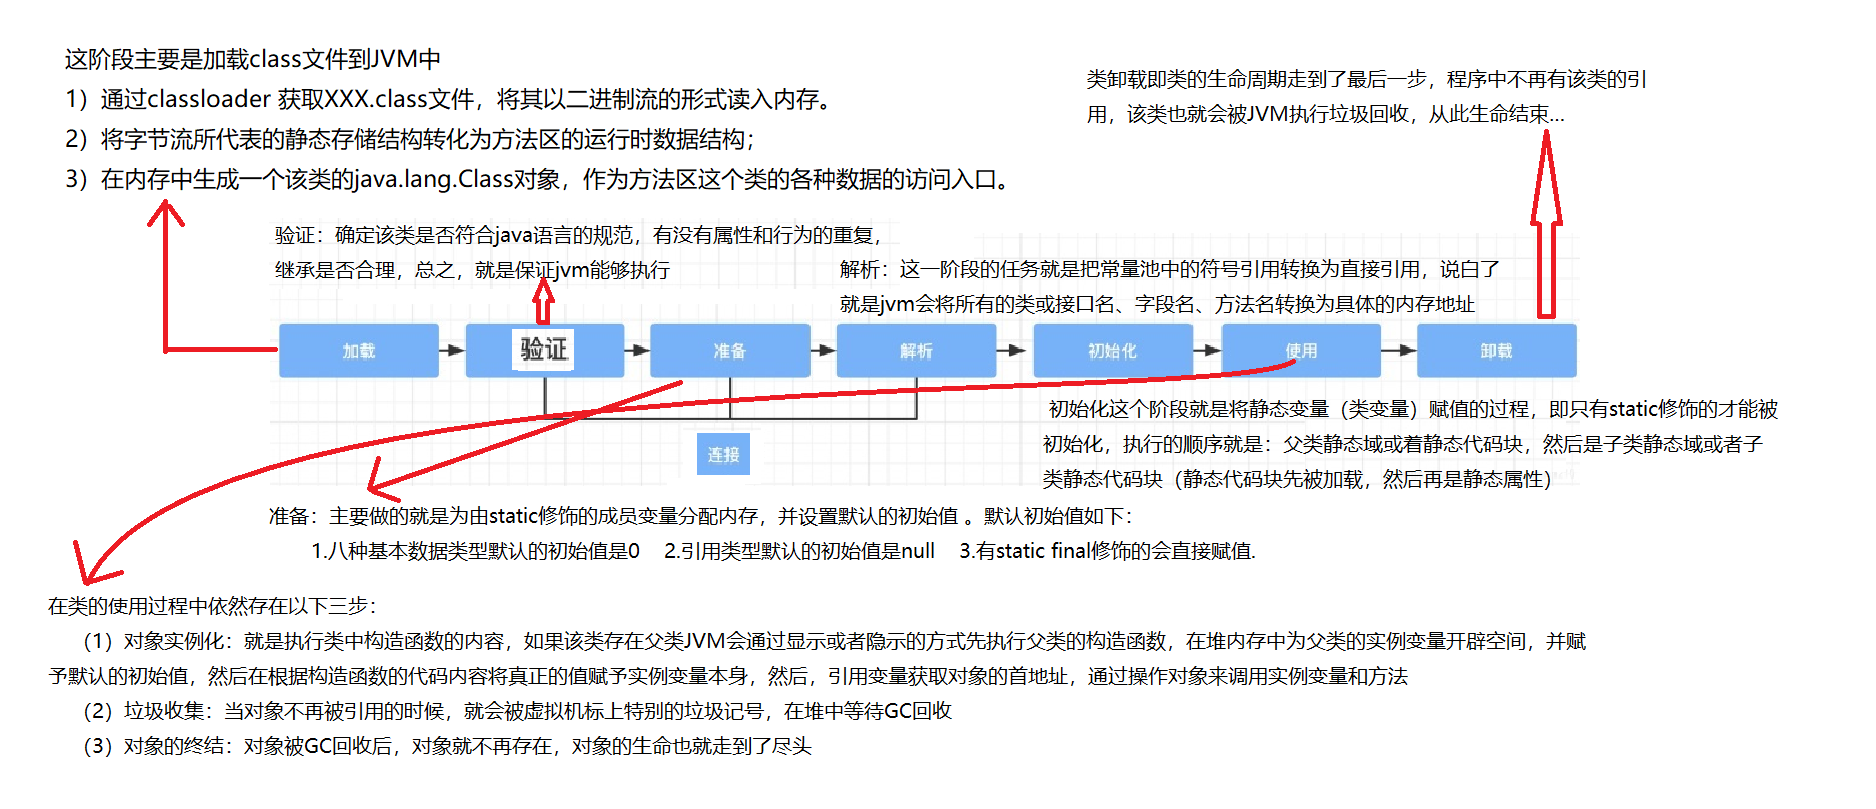 这阶段主要是加载class文件到JVM中
1）通过classloader 获取XXX.class文件，将其以二进制流的形式读入内存。
2）将字节流所代表的静态存储结构转化为方法区的运行时数据结构；
3）在内存中生成一个该类的java.lang.Class对象，作为方法区这个类的各种数据的访问入口。
类卸载即类的生命周期走到了最后一步，程序中不再有该类的引
用，该类也就会被JVM执行垃圾回收，从此生命结束...
验证：确定该类是否符合java语言的规范，有没有属性和行为的重复，
继承是否合理，总之，就是保证jvm能够执行
解析：这一阶段的任务就是把常量池中的符号引用转换为直接引用，说白了
就是jvm会将所有的类或接口名、字段名、方法名转换为具体的内存地址
加载
验证
准备
解析
初始化
使用
卸载
连接
初始化这个阶段就是将静态变量（类变量）赋值的过程，即只有static修饰的才能被
初始化，执行的顺序就是：父类静态域或着静态代码块，然后是子类静态域或者子
类静态代码块（静态代码块先被加载，然后再是静态属性）
准备：主要做的就是为由static修饰的成员变量分配内存，并设置默认的初始值 。默认初始值如下：
1.八种基本数据类型默认的初始值是0 2.引用类型默认的初始值是null 3.有static final修饰的会直接赋值.
在类的使用过程中依然存在以下三步：
（1）对象实例化：就是执行类中构造函数的内容，如果该类存在父类JVM会通过显示或者隐示的方式先执行父类的构造函数，在堆内存中为父类的实例变量开辟空间，并赋
予默认的初始值，然后在根据构造函数的代码内容将真正的值赋予实例变量本身，然后，引用变量获取对象的首地址，通过操作对象来调用实例变量和方法
（2）垃圾收集：当对象不再被引用的时候，就会被虚拟机标上特别的垃圾记号，在堆中等待GC回收
（3）对象的终结：对象被GC回收后，对象就不再存在，对象的生命也就走到了尽头